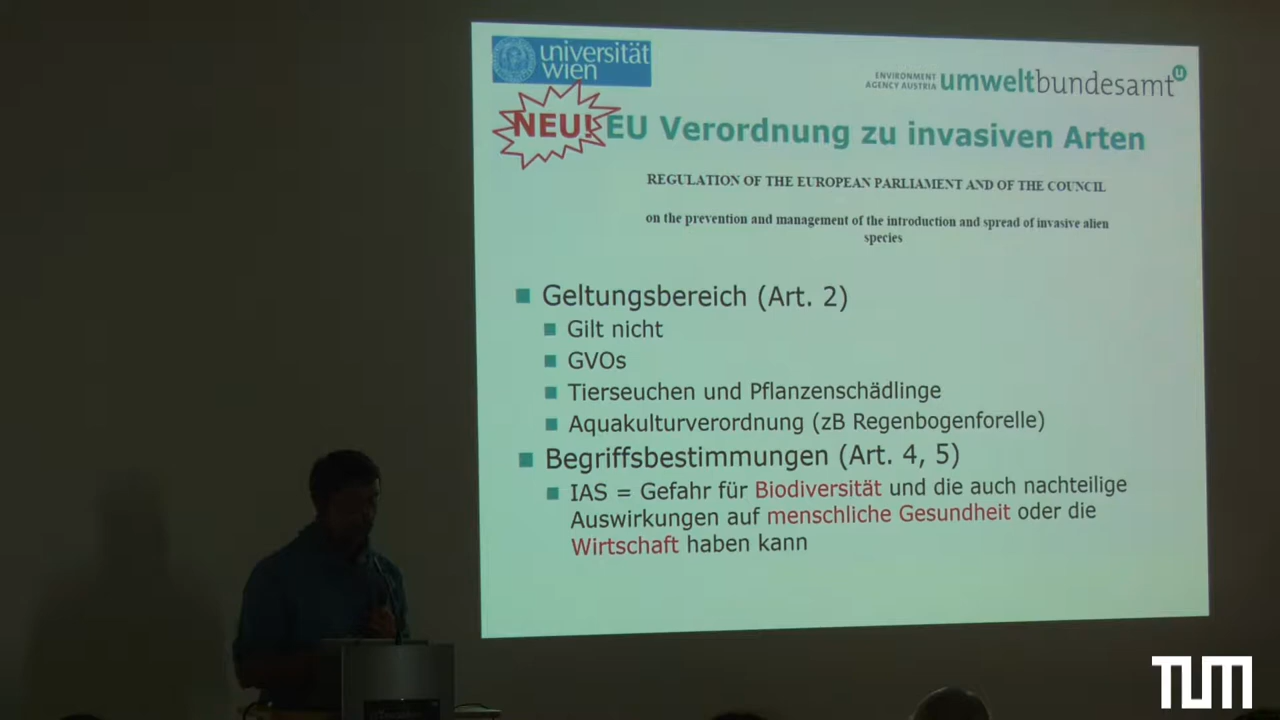 universität
wien
ENVIRONMENT
AGENCY AUSTRIA umweltbundesamt
u
NEU! EU Verordnung zu invasiven Arten
REGULATION OF THE EUROPEAN PARLIAMENT AND OF THE COUNCIL
on the prevention and management of the introduction and spread of invasive alien
species
Geltungsbereich (Art. 2)
Gilt nicht
GVOs
Tierseuchen und Pflanzenschädlinge
Aquakulturverordnung (zB Regenbogenforelle)
Begriffsbestimmungen (Art. 4, 5)
IAS = Gefahr für Biodiversität und die auch nachteilige
Auswirkungen auf menschliche Gesundheit oder die
Wirtschaft haben kann
TUM